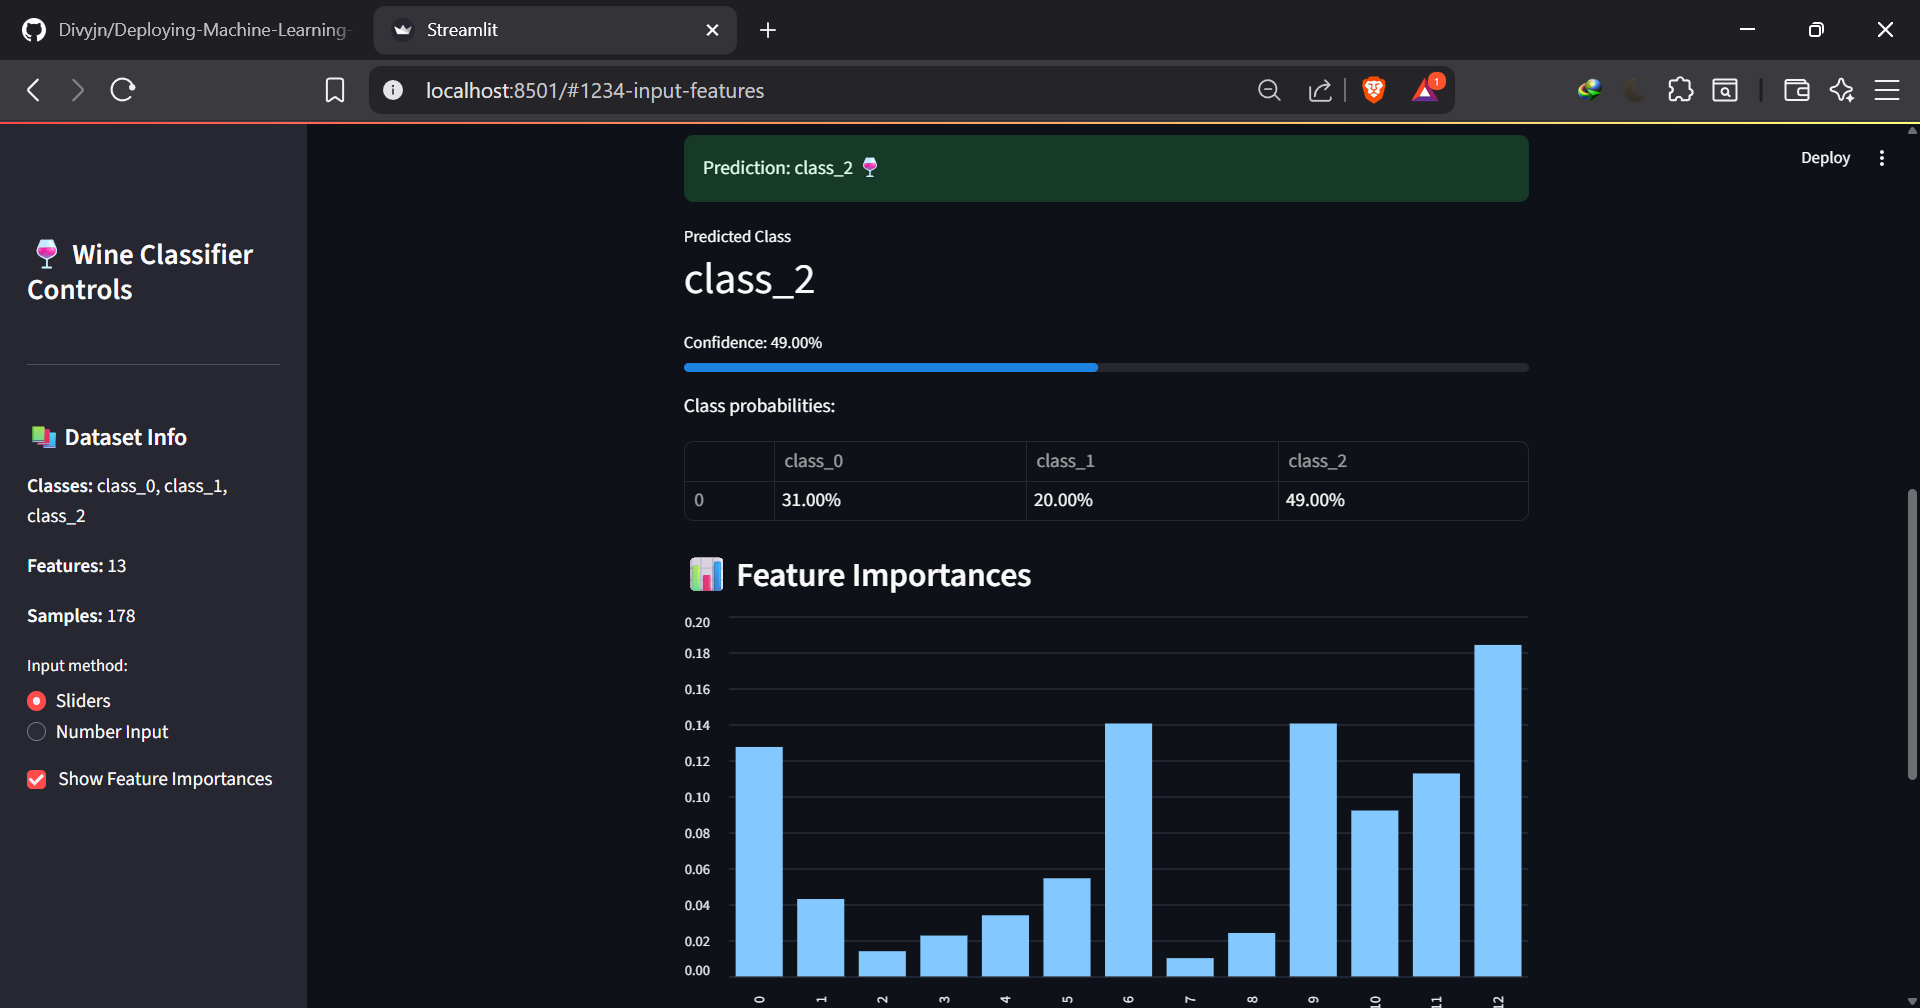 Divyjn/Deploying-Machine-Learning-
Streamlit
localhost:8501/#1234-input-features
1
Deploy
Wine Classifier
Controls
Dataset Info
Classes: class_0, class_1,
class_2
Features: 13
Samples: 178
Input method:
Sliders
Number Input
Show Feature Importances
Prediction: class_2
Predicted Class
class_2
Confidence: 49.00%
Class probabilities:
class_0 class_1 class_2
0 31.00% 20.00% 49.00%
Feature Importances
0.20
0.18
0.16
0.14
0.12
0.10
0.08
0.06
0.04
0.02
0.00
0 1 2 3 4 5 6 7 8 9 10 11 12